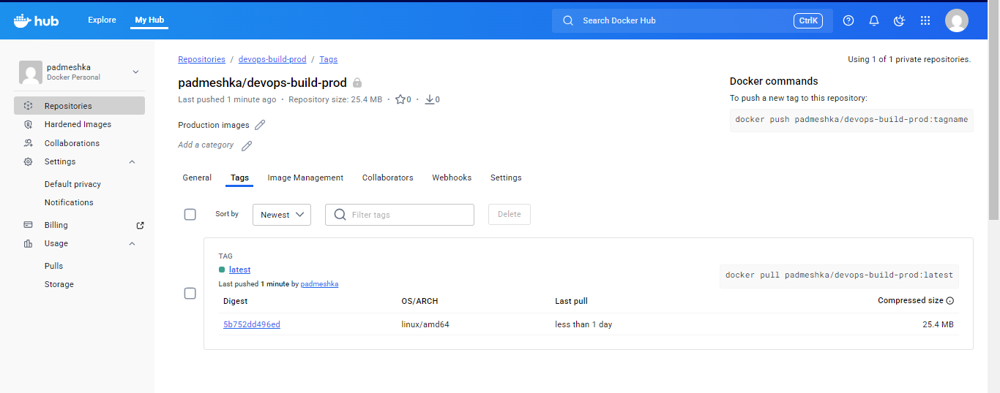 hub
Explore
My Hub
Search Docker Hub
CtrlK
padmeshka
Docker Personal
Repositories
Hardened Images
Collaborations
Settings
Default privacy
Notifications
Billing
Usage
Pulls
Storage
Repositories / devops-build-prod / Tags
Using 1 of 1 private repositories.
padmeshka/devops-build-prod
Last pushed 1 minute ago · Repository size: 25.4 MB · 0 · 0
Production images
Add a category
Docker commands
To push a new tag to this repository:
docker push padmeshka/devops-build-prod:tagname
General Tags Image Management Collaborators Webhooks Settings
Sort by Newest Filter tags Delete
TAG
latest
Last pushed 1 minute by padmeshka
docker pull padmeshka/devops-build-prod:latest
Digest OS/ARCH Last pull Compressed size
5b752dd496ed linux/amd64 less than 1 day 25.4 MB